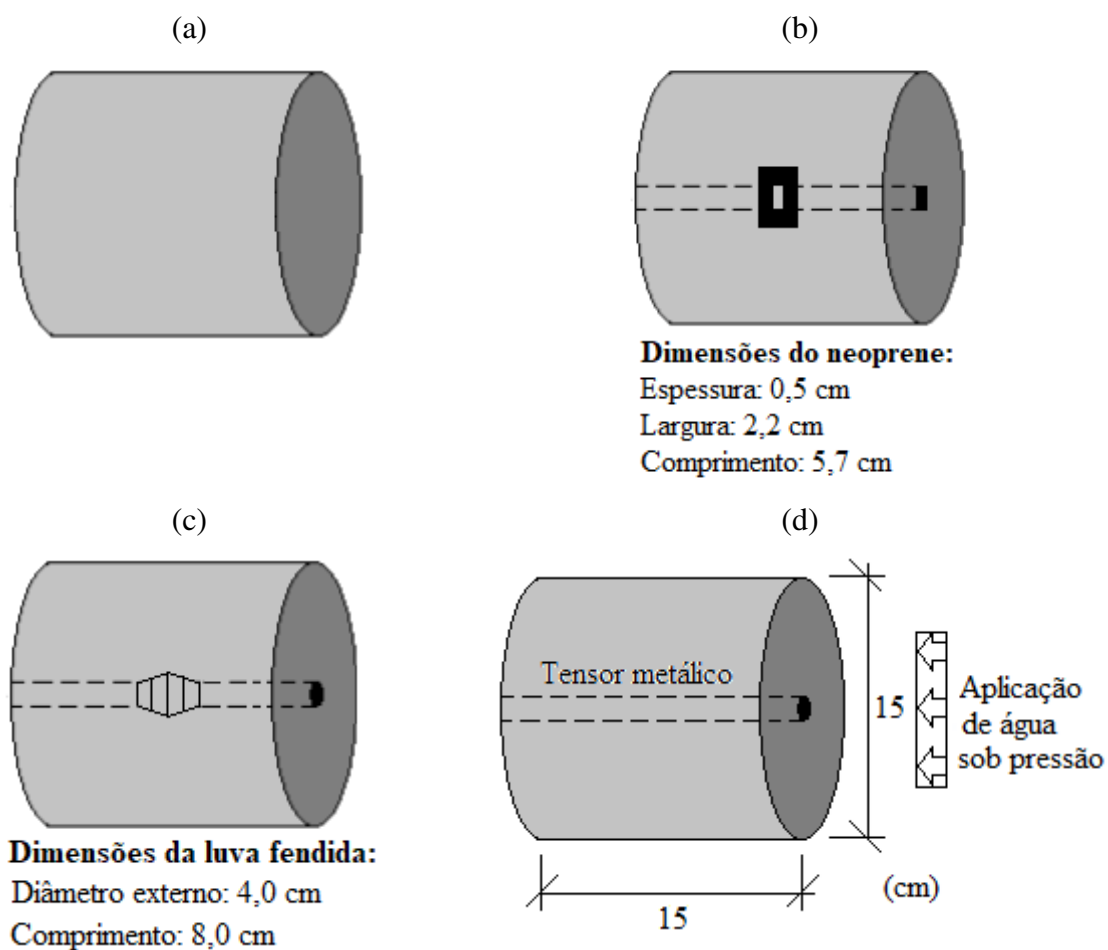 (a)
(b)
Dimensões do neoprene:
Espessura: 0,5 cm
Largura: 2,2 cm
Comprimento: 5,7 cm
(c)
(d)
Tensor metálico
15
Aplicação
de água
sob pressão
Dimensões da luva fendida:
Diâmetro externo: 4,0 cm
Comprimento: 8,0 cm
15
(cm)